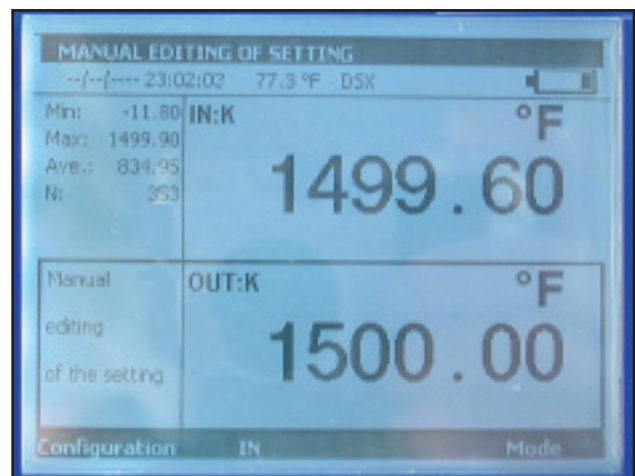 MANUAL EDITING OF SETTING
--/--/---- 23:02:03 77.3 °F DSX
Min: -11.80
Max: 1499.90
Ave.: 834.95
N: 353
IN:K °F
1499.60
Manual
editing
of the setting
OUT:K °F
1500.00
Configuration IN Mode